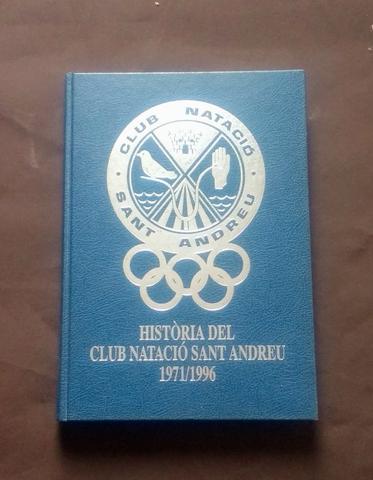 CLUB NATACIÓ
SANT ANDREU
HISTÒRIA DEL
CLUB NATACIÓ SANT ANDREU
1971/1996